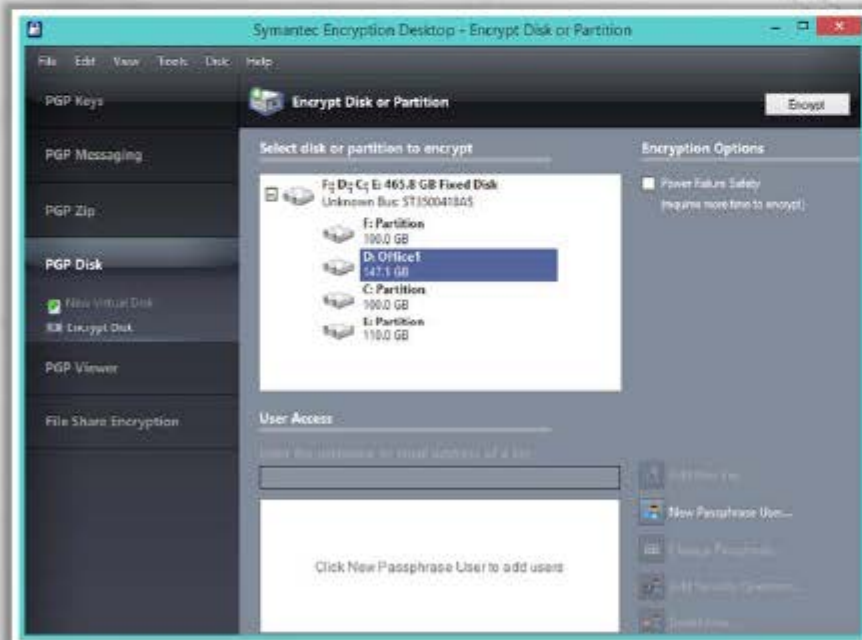 Symantec Encryption Desktop - Encrypt Disk or Partition
File Edit View Tools Disk Help
PGP Keys
PGP Messaging
PGP Zip
PGP Disk
New Virtual Disk
Encrypt Disk
PGP Viewer
File Share Encryption
Encrypt Disk or Partition
Encrypt
Select disk or partition to encrypt
F:; D:; C:; E: 465.8 GB Fixed Disk
Unknown Bus: ST3500418AS
F: Partition
100.0 GB
D: Office1
147.1 GB
C: Partition
100.0 GB
E: Partition
110.0 GB
Encryption Options
Power Failure Safety
(requires more time to encrypt)
User Access
Click New Passphrase User to add users
New Passphrase User...